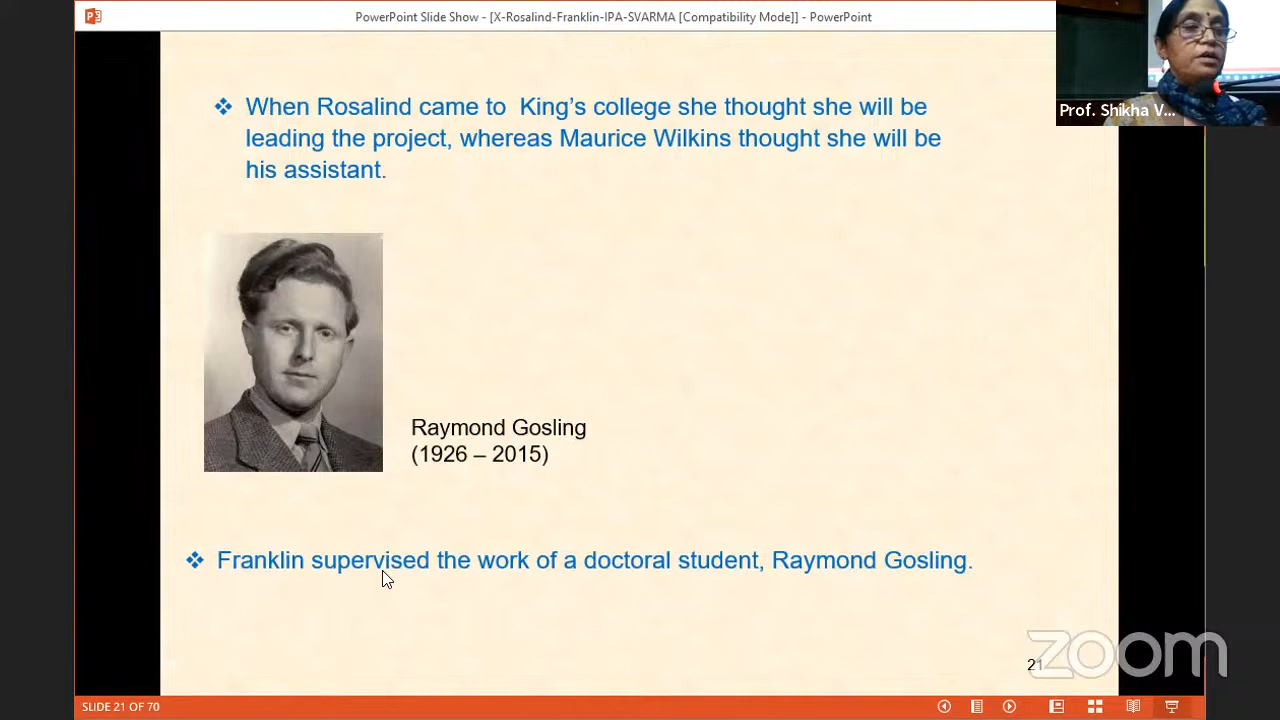 PowerPoint Slide Show - [X-Rosalind-Franklin-IPA-SVARMA [Compatibility Mode]] - PowerPoint
Prof. Shikha V...
❖ When Rosalind came to King's college she thought she will be
leading the project, whereas Maurice Wilkins thought she will be
his assistant.
Raymond Gosling
(1926 – 2015)
❖ Franklin supervised the work of a doctoral student, Raymond Gosling.
21
zoom
SLIDE 21 OF 70